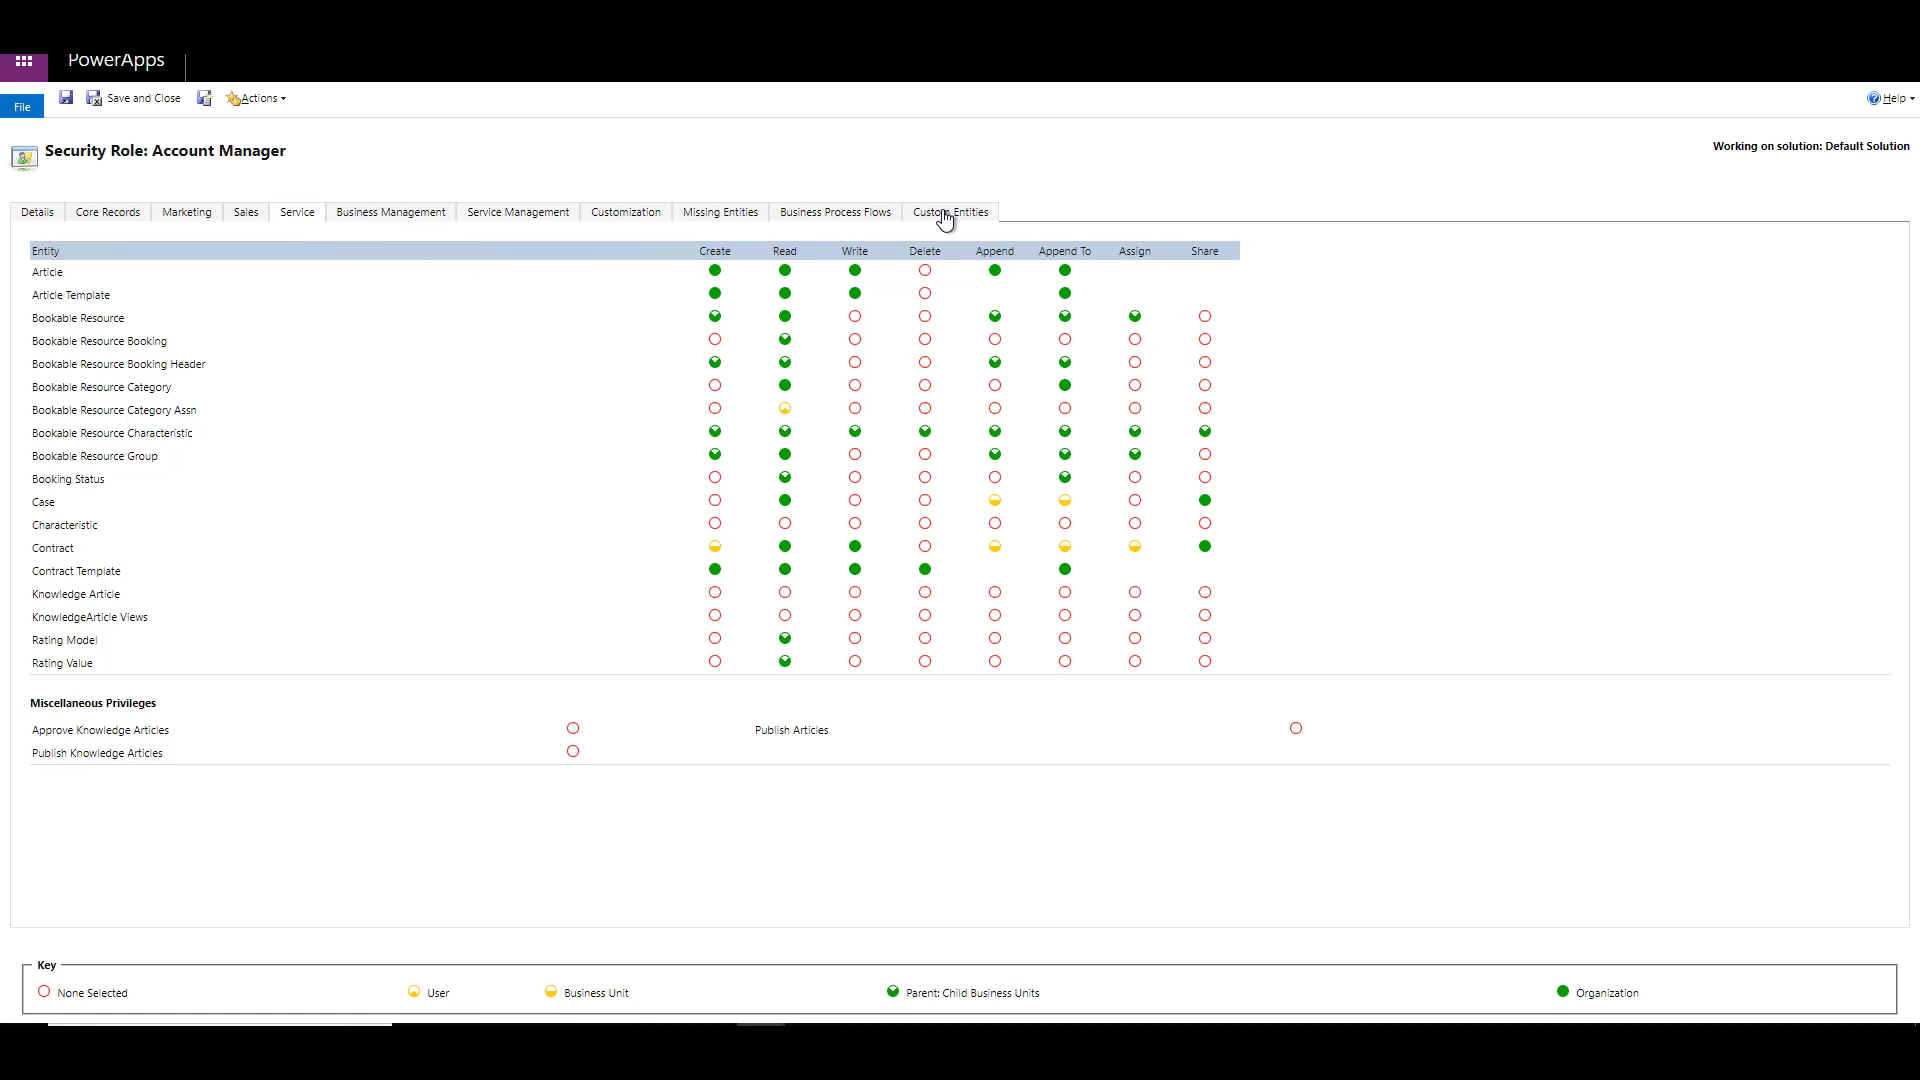 PowerApps
File Save and Close Actions Help
Security Role: Account Manager
Working on solution: Default Solution
Details Core Records Marketing Sales Service Business Management Service Management Customization Missing Entities Business Process Flows Custom Entities
Entity Create Read Write Delete Append Append To Assign Share
Article
Article Template
Bookable Resource
Bookable Resource Booking
Bookable Resource Booking Header
Bookable Resource Category
Bookable Resource Category Assn
Bookable Resource Characteristic
Bookable Resource Group
Booking Status
Case
Characteristic
Contract
Contract Template
Knowledge Article
KnowledgeArticle Views
Rating Model
Rating Value
Miscellaneous Privileges
Approve Knowledge Articles Publish Articles
Publish Knowledge Articles
Key
None Selected User Business Unit Parent: Child Business Units Organization